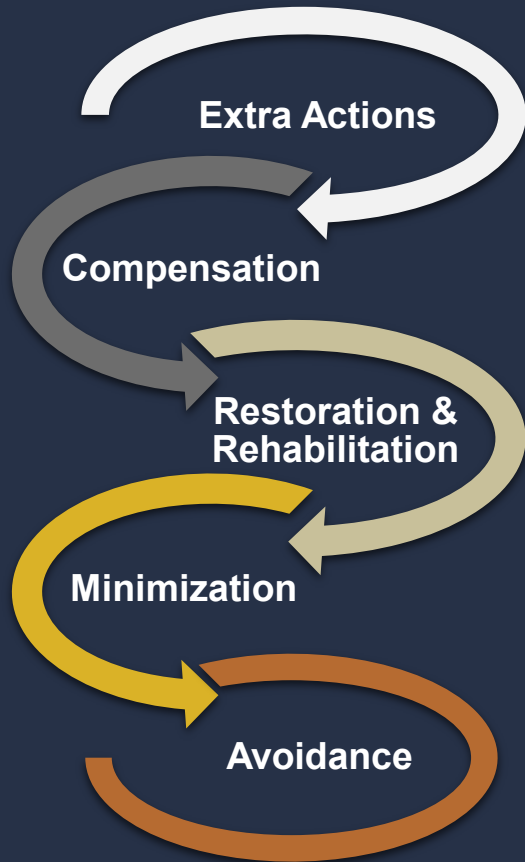 Extra Actions
Compensation
Restoration &
Rehabilitation
Minimization
Avoidance